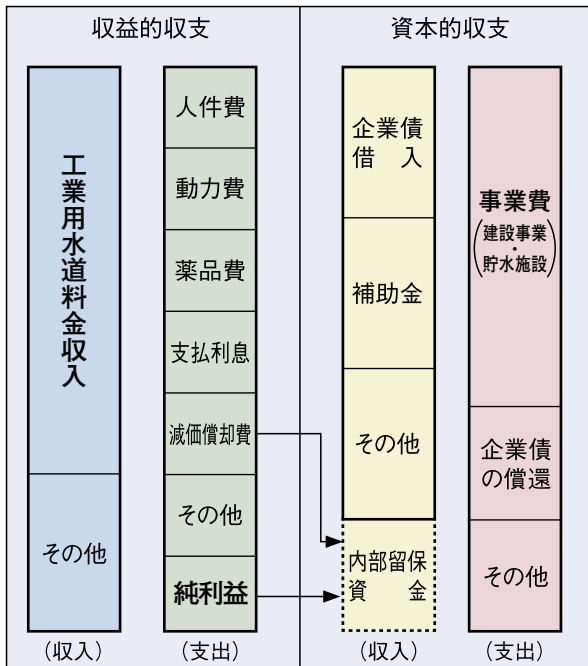 収益的収支
工業用水道料金収入
その他
（収入）
人件費
動力費
薬品費
支払利息
減価償却費
その他
純利益
（支出）
資本的収支
企業債
借　入
補助金
その他
内部留保
資　　金
（収入）
事業費
（建設事業
・
貯水施設）
企業債
の償還
その他
（支出）